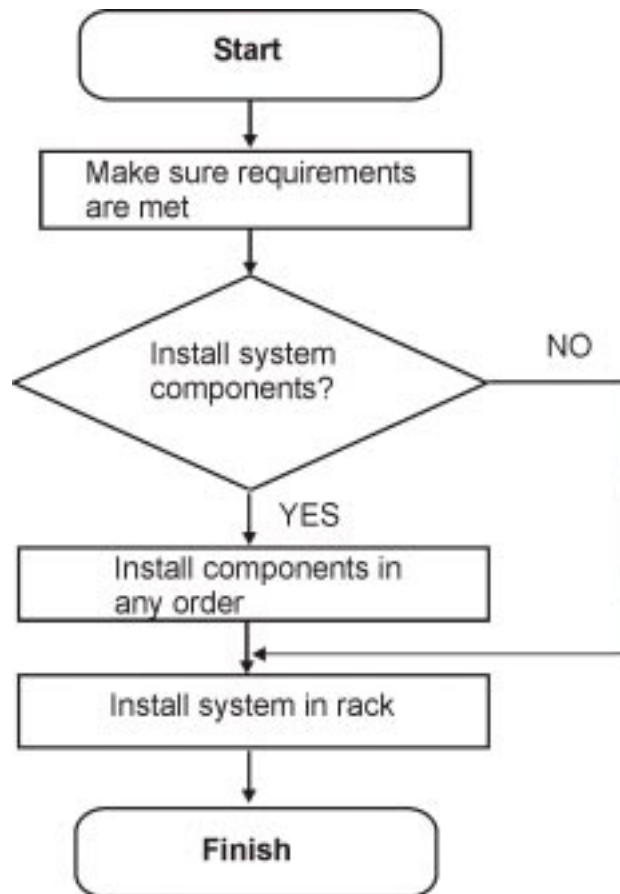 Start
Make sure requirements
are met
Install system
components?
NO
YES
Install components in
any order
Install system in rack
Finish